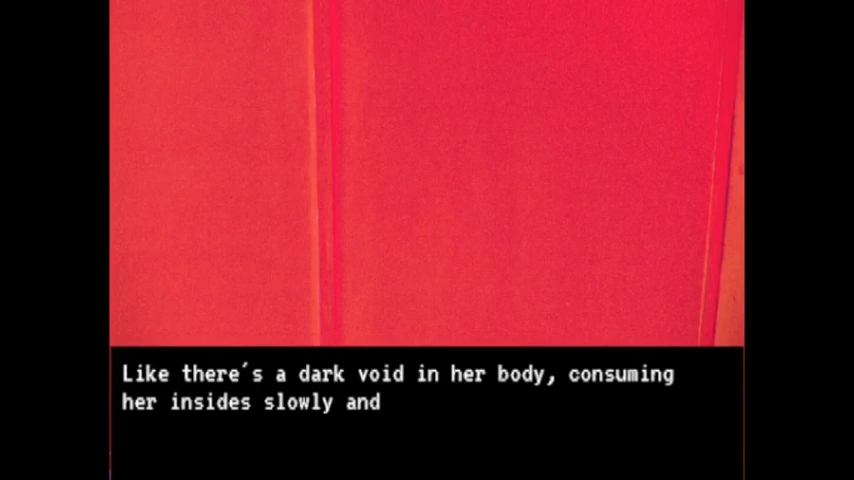 Like there´s a dark void in her body, consuming
her insides slowly and